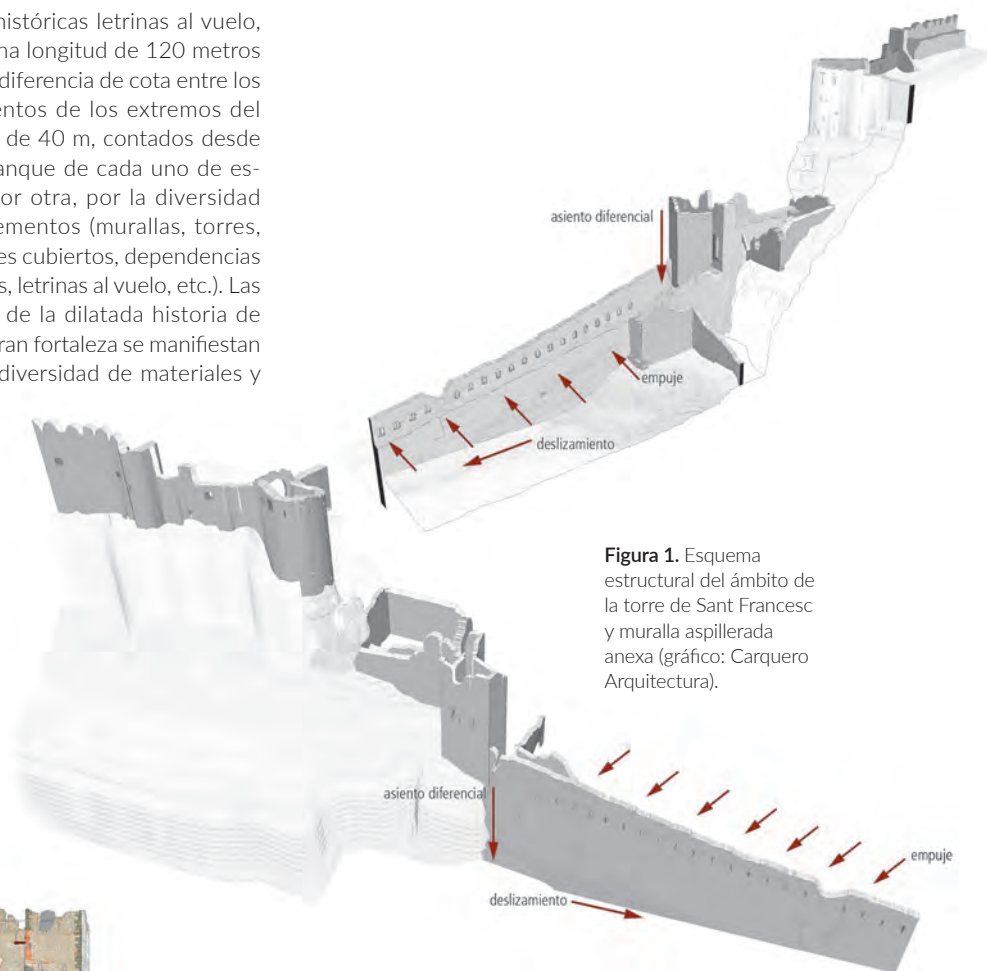 históricas letrinas al vuelo,
na longitud de 120 metros
diferencia de cota entre los
entos de los extremos del
de 40 m, contados desde
anque de cada uno de es-
or otra, por la diversidad
ementos (murallas, torres,
es cubiertos, dependencias
s, letrinas al vuelo, etc.). Las
de la dilatada historia de
ran fortaleza se manifiestan
diversidad de materiales y
asiento diferencial
empuje
deslizamiento
Figura 1. Esquema
estructural del ámbito de
la torre de Sant Francesc
y muralla aspillerada
anexa (gráfico: Carquero
Arquitectura).
asiento diferencial
empuje
deslizamiento